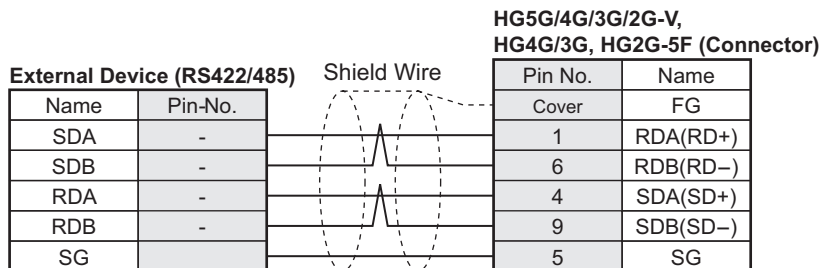 HG5G/4G/3G/2G-V,
HG4G/3G, HG2G-5F (Connector)
External Device (RS422/485) Shield Wire
Pin No. Name
Name Pin-No. Cover FG
SDA - 1 RDA(RD+)
SDB - 6 RDB(RD−)
RDA - 4 SDA(SD+)
RDB - 9 SDB(SD−)
SG 5 SG